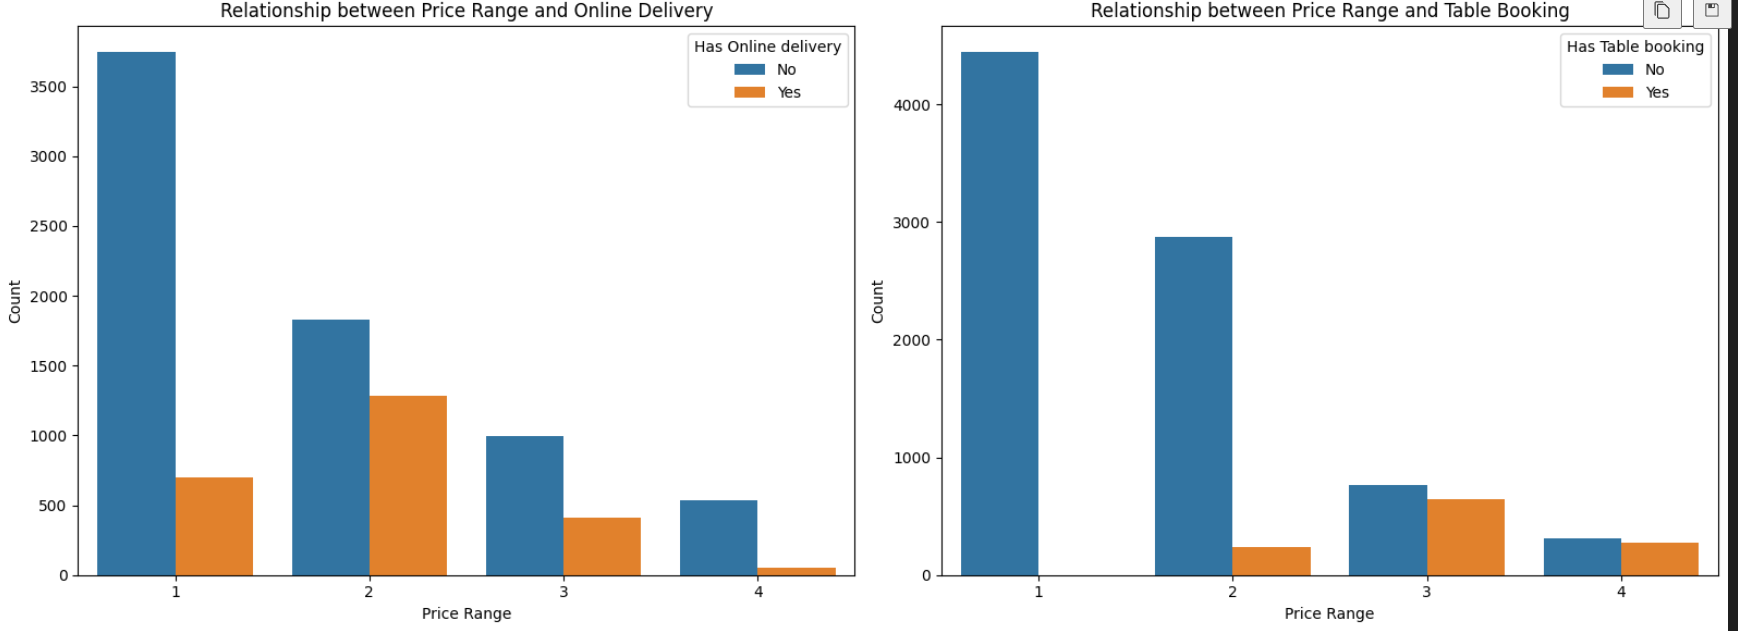 Relationship between Price Range and Online Delivery
Has Online delivery
No
Yes
3500
3000
2500
2000
1500
1000
500
0
Count
1 2 3 4
Price Range
Relationship between Price Range and Table Booking
Has Table booking
No
Yes
4000
3000
2000
1000
0
Count
1 2 3 4
Price Range